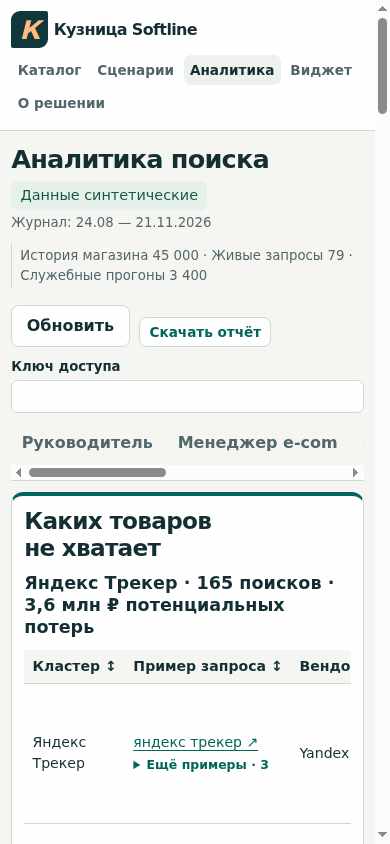 K Кузница Softline
Каталог Сценарии Аналитика Виджет
О решении
Аналитика поиска
Данные синтетические
Журнал: 24.08 — 21.11.2026
История магазина 45 000 · Живые запросы 79 ·
Служебные прогоны 3 400
Обновить Скачать отчёт
Ключ доступа
Руководитель Менеджер e-com
Каких товаров
не хватает
Яндекс Трекер · 165 поисков ·
3,6 млн ₽ потенциальных
потерь
Кластер ↕ Пример запроса ↕ Вендо
яндекс трекер ↗
Яндекс
Трекер
▶ Ещё примеры · 3
Yandex